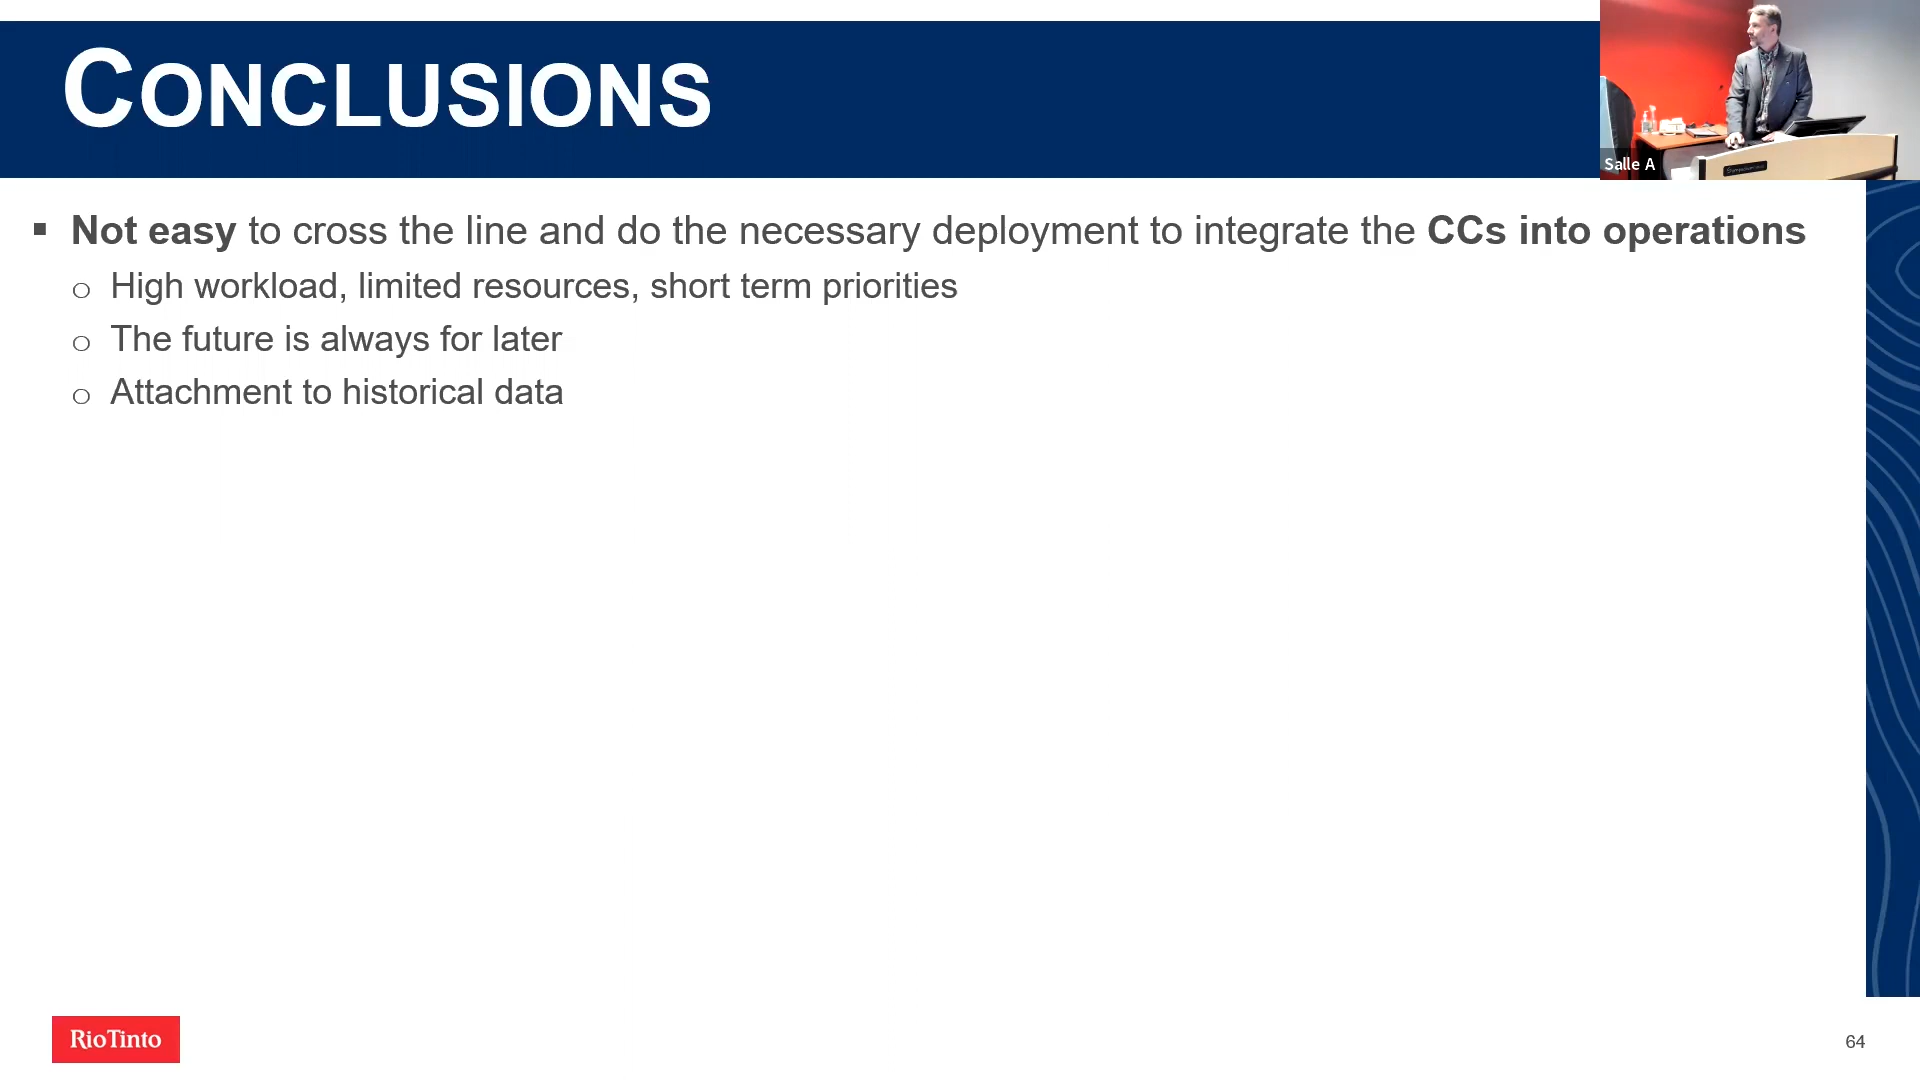 CONCLUSIONS
Salle A
▪ Not easy to cross the line and do the necessary deployment to integrate the CCs into operations
o High workload, limited resources, short term priorities
o The future is always for later
o Attachment to historical data
RioTinto
64